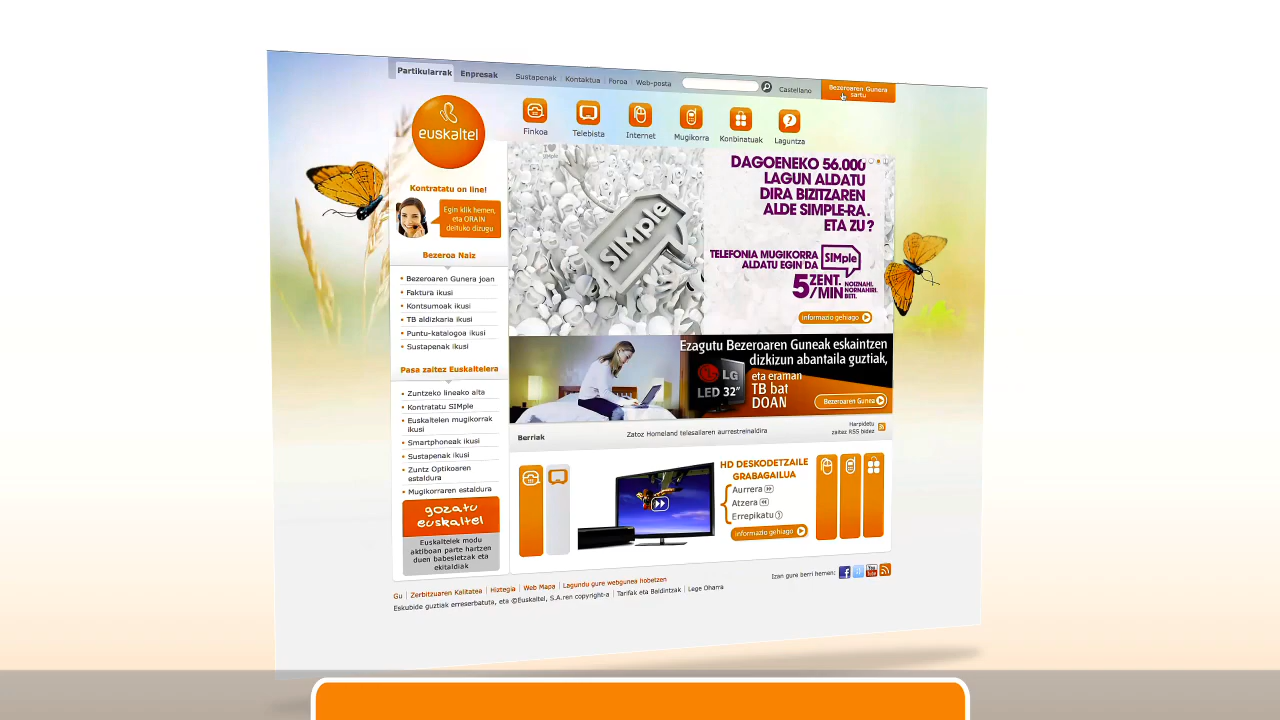 Partikularrak
Enpresak
Sustapenak
Kontaktua
Foroa
Web-posta
Castellano
Bezeroaren Gunera
sartu
euskaltel
Finkoa
Telebista
Internet
Mugikorra
Konbinatuak
Laguntza
Kontratatu on line!
Egin klik hemen,
eta ORAIN
deituko dizugu
Bezeroa Naiz
Bezeroaren Gunera joan
Faktura ikusi
Kontsumoak ikusi
TB aldizkaria ikusi
Puntu-katalogoa ikusi
Sustapenak ikusi
Pasa zaitez Euskaltelera
Zuntzeko lineako alta
Kontratatu SIMple
Euskaltelen mugikorrak
ikusi
Smartphoneak ikusi
Sustapenak ikusi
Zuntz Optikoaren
estaldura
Mugikorraren estaldura
gozatu
euskaltel
Euskaltelek modu
aktiboan parte hartzen
duen babesletzak eta
ekitaldiak
SIMple
SIMple
DAGOENEKO 56.000
LAGUN ALDATU
DIRA BIZITZAREN
ALDE SIMPLE-RA.
ETA ZU?
TELEFONIA MUGIKORRA
ALDATU EGIN DA
SIMple
5 ZENT.
/MIN
NOIZNAHI.
NORNAHIRI.
BETI.
informazio gehiago
Ezagutu Bezeroaren Guneak eskaintzen
dizkizun abantaila guztiak,
eta eraman
TB bat
DOAN
LG
LED 32"
Bezeroaren Gunea
Berriak
Zatoz Homeland telesailaren aurrestreinaldira
Harpidetu
zaitez RSS bidez
HD DESKODETZAILE
GRABAGAILUA
Aurrera
Atzera
Errepikatu
informazio gehiago
Izan gure berri hemen:
Gu | Zerbitzuaren Kalitatea | Hiztegia | Web Mapa | Lagundu gure webgunea hobetzen
Eskubide guztiak erreserbatuta, eta ©Euskaltel, S.A.ren copyright-a | Tarifak eta Baldintzak | Lege Oharra